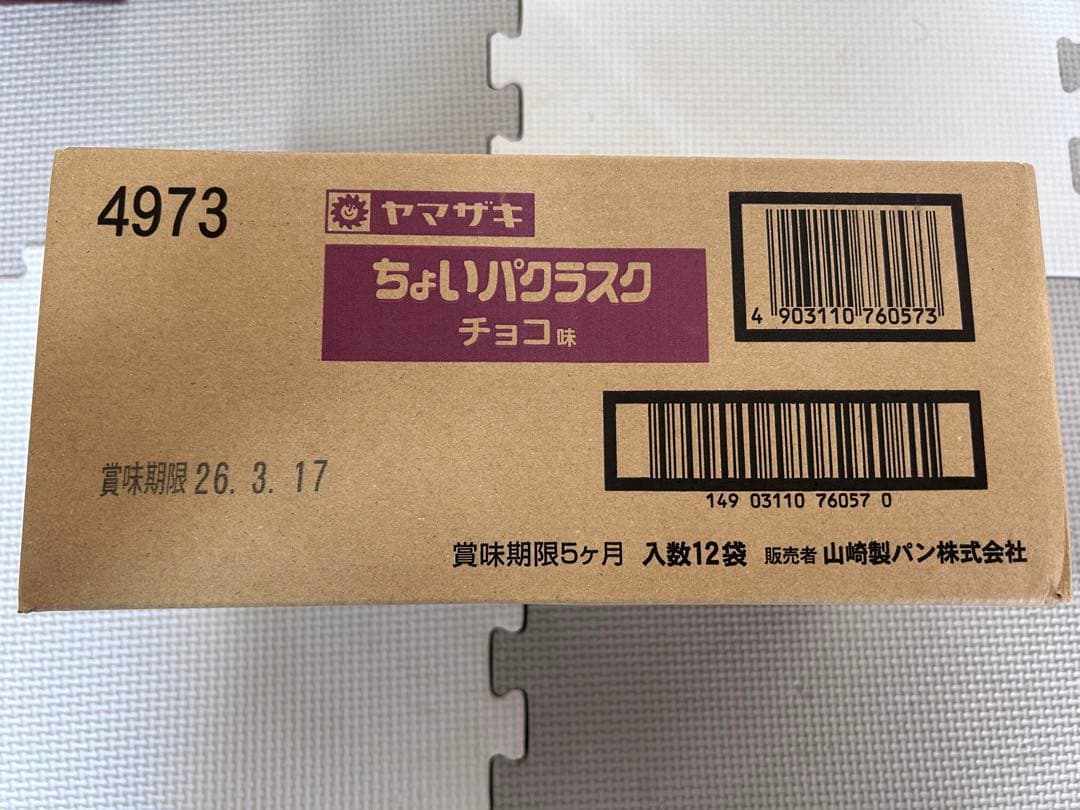 4973
ヤマザキ
ちょいパクラスク
チョコ味
4 903110 760573
149 03110 76057 0
賞味期限 26. 3. 17
賞味期限5ヶ月 入数12袋 販売者 山崎製パン株式会社